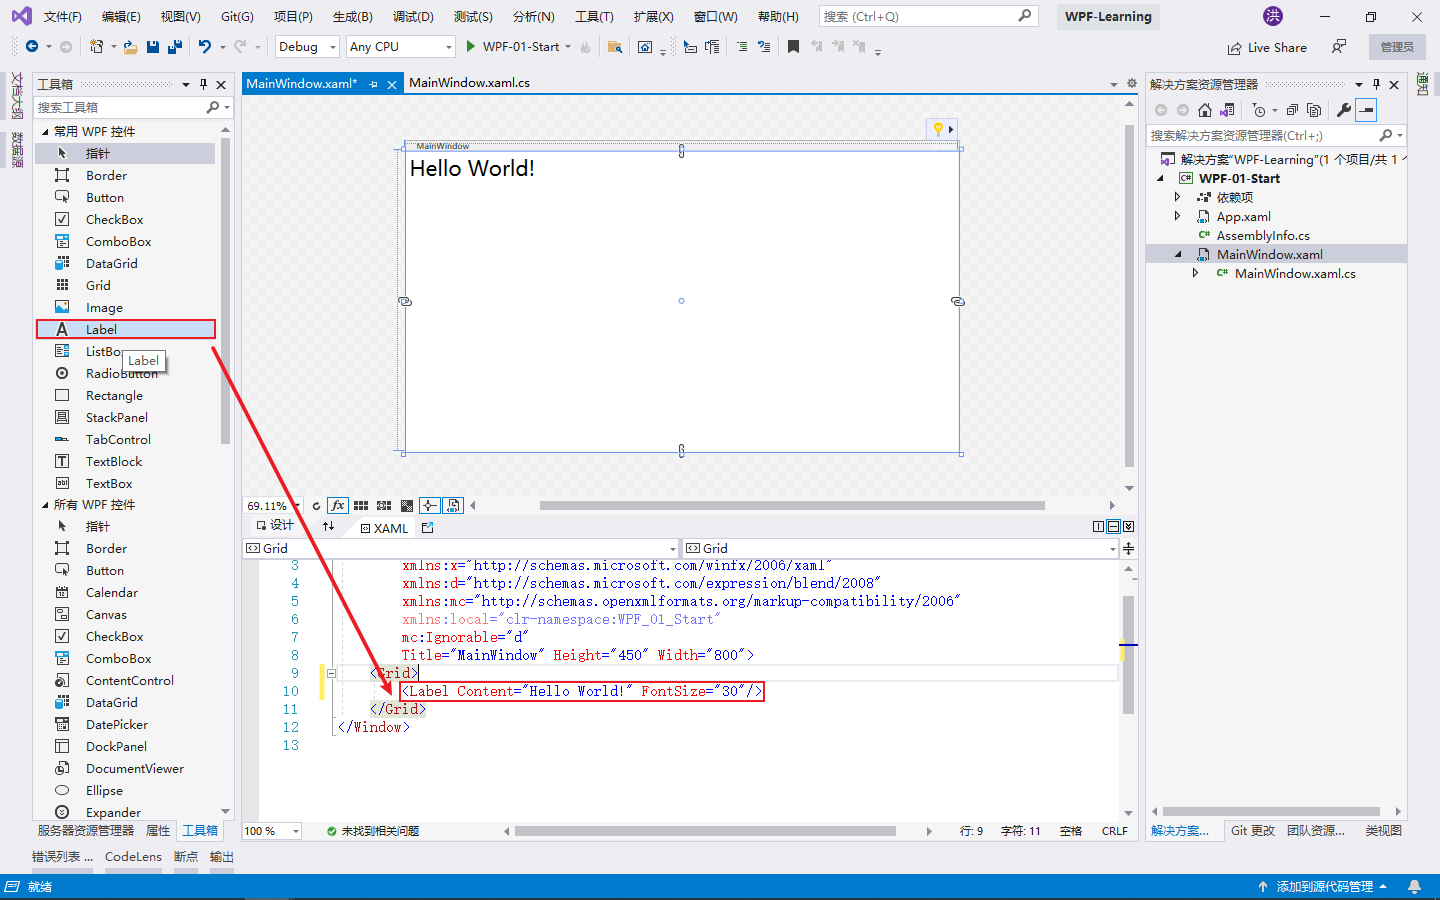 文件(F) 编辑(E) 视图(V) Git(G) 项目(P) 生成(B) 调试(D) 测试(S) 分析(N) 工具(T) 扩展(X) 窗口(W) 帮助(H) 搜索 (Ctrl+Q) WPF-Learning 洪
Debug Any CPU WPF-01-Start Live Share 管理员
文档大纲
数据源
工具箱
搜索工具箱
常用 WPF 控件
指针
Border
Button
CheckBox
ComboBox
DataGrid
Grid
Image
Label
ListBo
Label
RadioButton
Rectangle
StackPanel
TabControl
TextBlock
TextBox
所有 WPF 控件
指针
Border
Button
Calendar
Canvas
CheckBox
ComboBox
ContentControl
DataGrid
DatePicker
DockPanel
DocumentViewer
Ellipse
Expander
服务器资源管理器 属性 工具箱
MainWindow.xaml* MainWindow.xaml.cs
MainWindow
Hello World!
69.11% fx
设计 XAML
Grid Grid
3 xmlns:x="http://schemas.microsoft.com/winfx/2006/xaml"
4 xmlns:d="http://schemas.microsoft.com/expression/blend/2008"
5 xmlns:mc="http://schemas.openxmlformats.org/markup-compatibility/2006"
6 xmlns:local="clr-namespace:WPF_01_Start"
7 mc:Ignorable="d"
8 Title="MainWindow" Height="450" Width="800">
9 <Grid>
10 <Label Content="Hello World!" FontSize="30"/>
11 </Grid>
12 </Window>
13
100 % 未找到相关问题 行: 9 字符: 11 空格 CRLF
解决方案资源管理器
搜索解决方案资源管理器(Ctrl+;)
解决方案"WPF-Learning"(1 个项目/共 1 个
C# WPF-01-Start
依赖项
App.xaml
C# AssemblyInfo.cs
MainWindow.xaml
C# MainWindow.xaml.cs
解决方案... Git 更改 团队资源... 类视图
通知
错误列表 ... CodeLens 断点 输出
就绪 添加到源代码管理